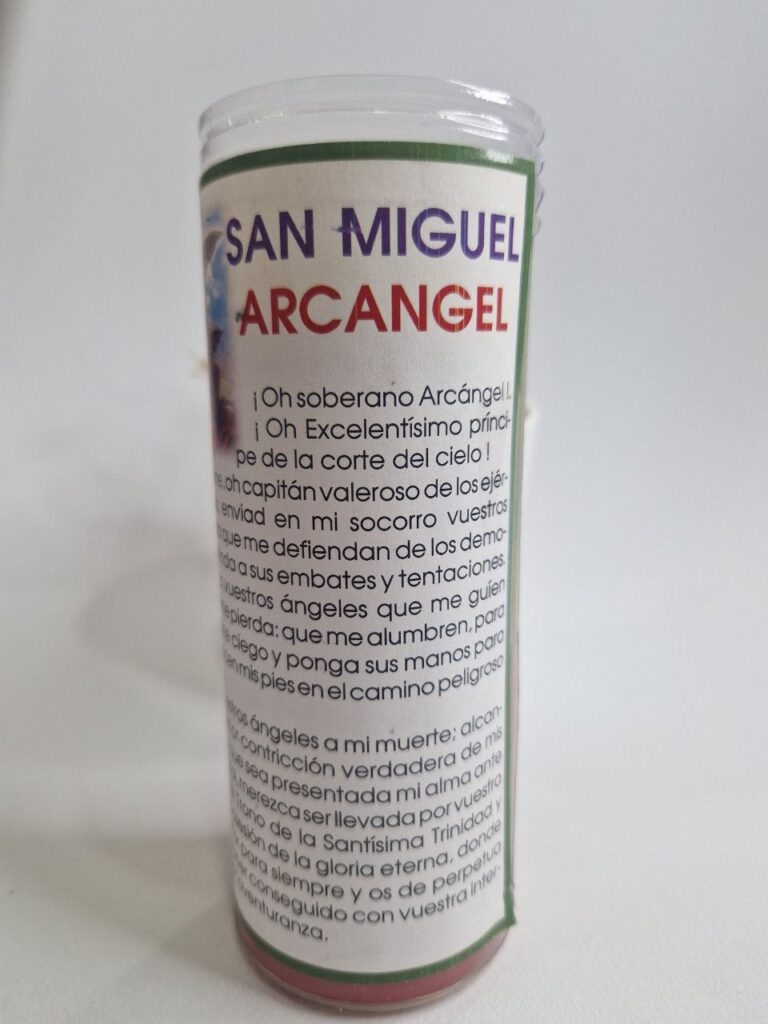 SAN MIGUEL
ARCANGEL
¡Oh soberano Arcángel !.
¡ Oh Excelentísimo prínci-
pe de la corte del cielo !
oh capitán valeroso de los ejér-
enviad en mi socorro vuestros
que me defiendan de los demo-
a sus embates y tentaciones.
vuestros ángeles que me guíen
pierda: que me alumbren, para
ciego y ponga sus manos para
mis pies en el camino peligroso
ángeles a mi muerte; alcan-
contricción verdadera de mis
sea presentada mi alma ante
merezca ser llevada por vuestra
trono de la Santísima Trinidad y
de la gloria eterna, donde
para siempre y os de perpetua
conseguido con vuestra inter-